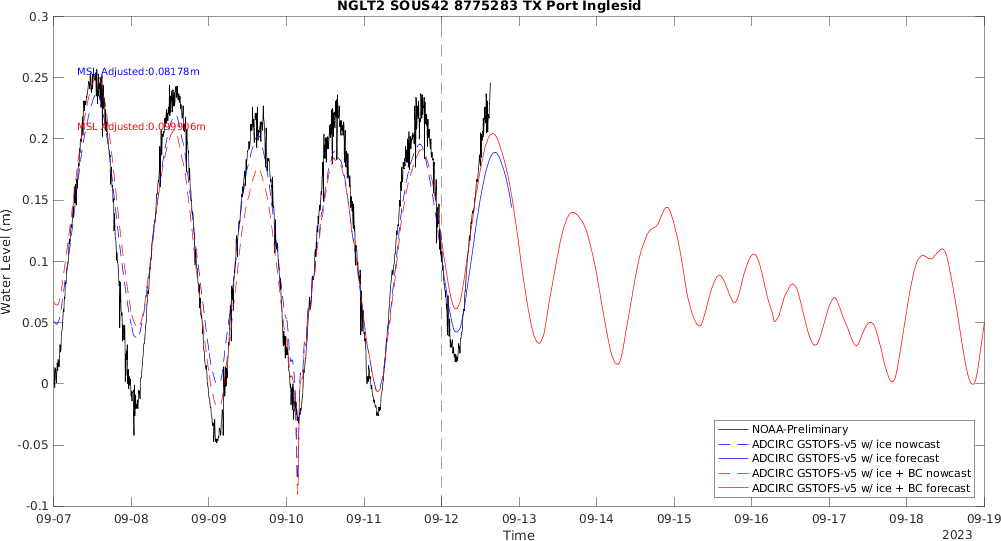 NGLT2 SOUS42 8775283 TX Port Inglesid
0.3
0.25
0.2
0.15
0.1
0.05
0
-0.05
-0.1
Water Level (m)
MSL Adjusted:0.08178m
MSL Adjusted:0.099906m
NOAA-Preliminary
ADCIRC GSTOFS-v5 w/ ice nowcast
ADCIRC GSTOFS-v5 w/ ice forecast
ADCIRC GSTOFS-v5 w/ ice + BC nowcast
ADCIRC GSTOFS-v5 w/ ice + BC forecast
09-07 09-08 09-09 09-10 09-11 09-12 09-13 09-14 09-15 09-16 09-17 09-18 09-19
Time
2023